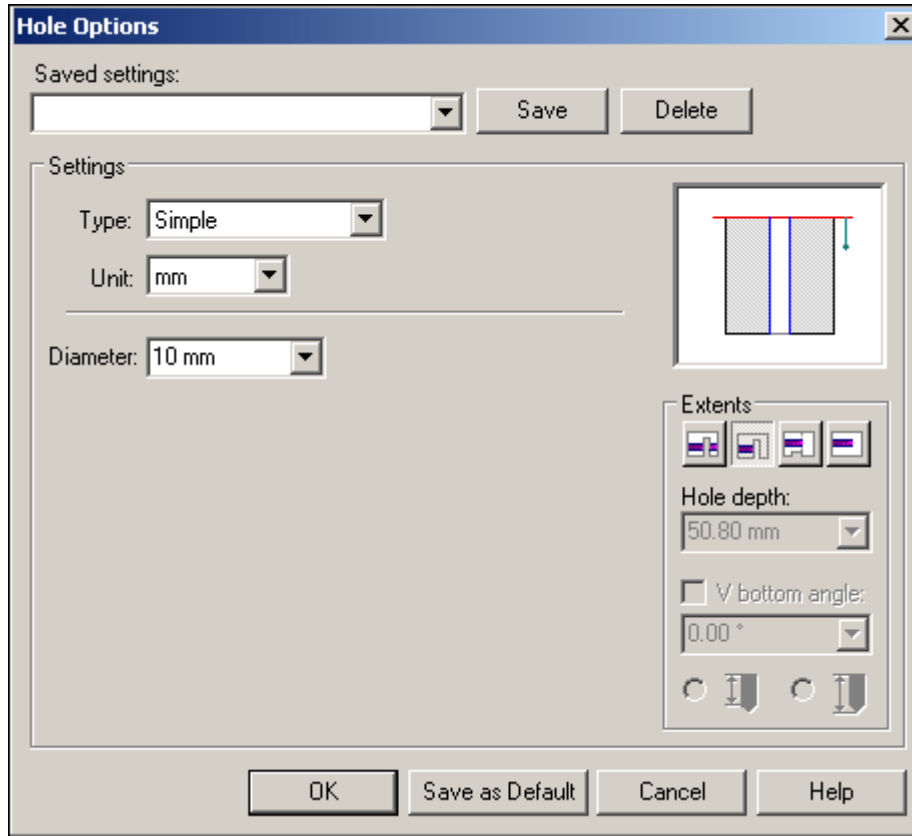 Hole Options
Saved settings:
Save
Delete
Settings
Type: Simple
Unit: mm
Diameter: 10 mm
Extents
Hole depth:
50.80 mm
V bottom angle:
0.00 °
OK
Save as Default
Cancel
Help